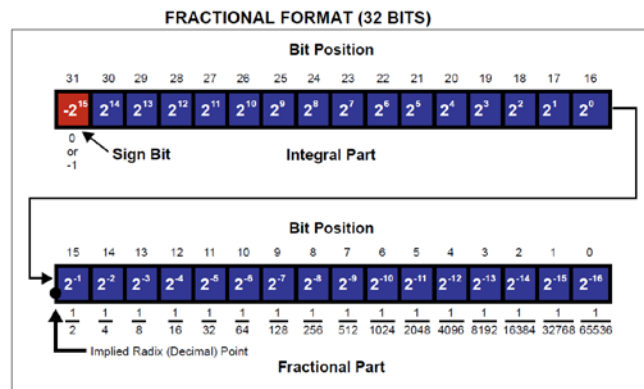 FRACTIONAL FORMAT (32 BITS)
Bit Position
31 30 29 28 27 26 25 24 23 22 21 20 19 18 17 16
-2^15 2^14 2^13 2^12 2^11 2^10 2^9 2^8 2^7 2^6 2^5 2^4 2^3 2^2 2^1 2^0
0
or
-1
Sign Bit
Integral Part
Bit Position
15 14 13 12 11 10 9 8 7 6 5 4 3 2 1 0
2^-1 2^-2 2^-3 2^-4 2^-5 2^-6 2^-7 2^-8 2^-9 2^-10 2^-11 2^-12 2^-13 2^-14 2^-15 2^-16
1 1 1 1 1 1 1 1 1 1 1 1 1 1 1 1
2 4 8 16 32 64 128 256 512 1024 2048 4096 8192 16384 32768 65536
Implied Radix (Decimal) Point
Fractional Part